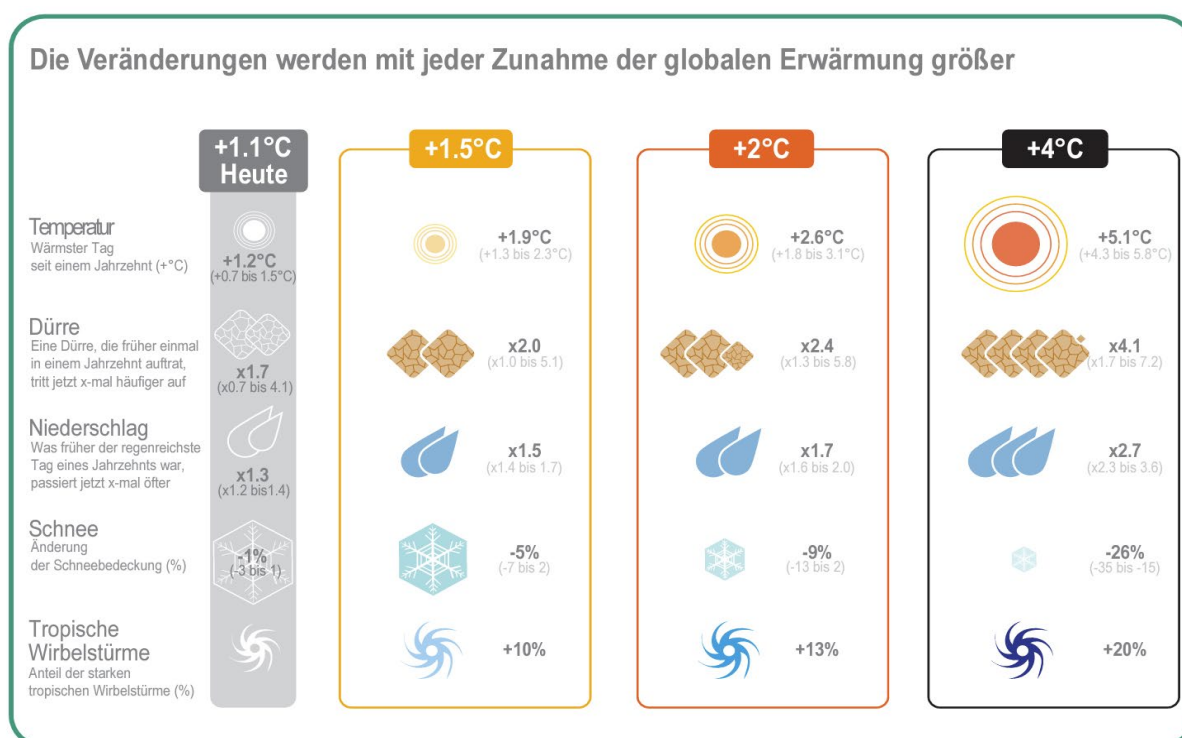 Die Veränderungen werden mit jeder Zunahme der globalen Erwärmung größer
+1.1°C
Heute
+1.5°C
+2°C
+4°C
Temperatur
Wärmster Tag
seit einem Jahrzehnt (+°C)
+1.2°C
(+0.7 bis 1.5°C)
+1.9°C
(+1.3 bis 2.3°C)
+2.6°C
(+1.8 bis 3.1°C)
+5.1°C
(+4.3 bis 5.8°C)
Dürre
Eine Dürre, die früher einmal
in einem Jahrzehnt auftrat,
tritt jetzt x-mal häufiger auf
x1.7
(x0.7 bis 4.1)
x2.0
(x1.0 bis 5.1)
x2.4
(x1.3 bis 5.8)
x4.1
(x1.7 bis 7.2)
Niederschlag
Was früher der regenreichste
Tag eines Jahrzehnts war,
passiert jetzt x-mal öfter
x1.3
(x1.2 bis1.4)
x1.5
(x1.4 bis 1.7)
x1.7
(x1.6 bis 2.0)
x2.7
(x2.3 bis 3.6)
Schnee
Änderung
der Schneebedeckung (%)
-1%
(-3 bis 1)
-5%
(-7 bis 2)
-9%
(-13 bis 2)
-26%
(-35 bis -15)
Tropische
Wirbelstürme
Anteil der starken
tropischen Wirbelstürme (%)
+10%
+13%
+20%